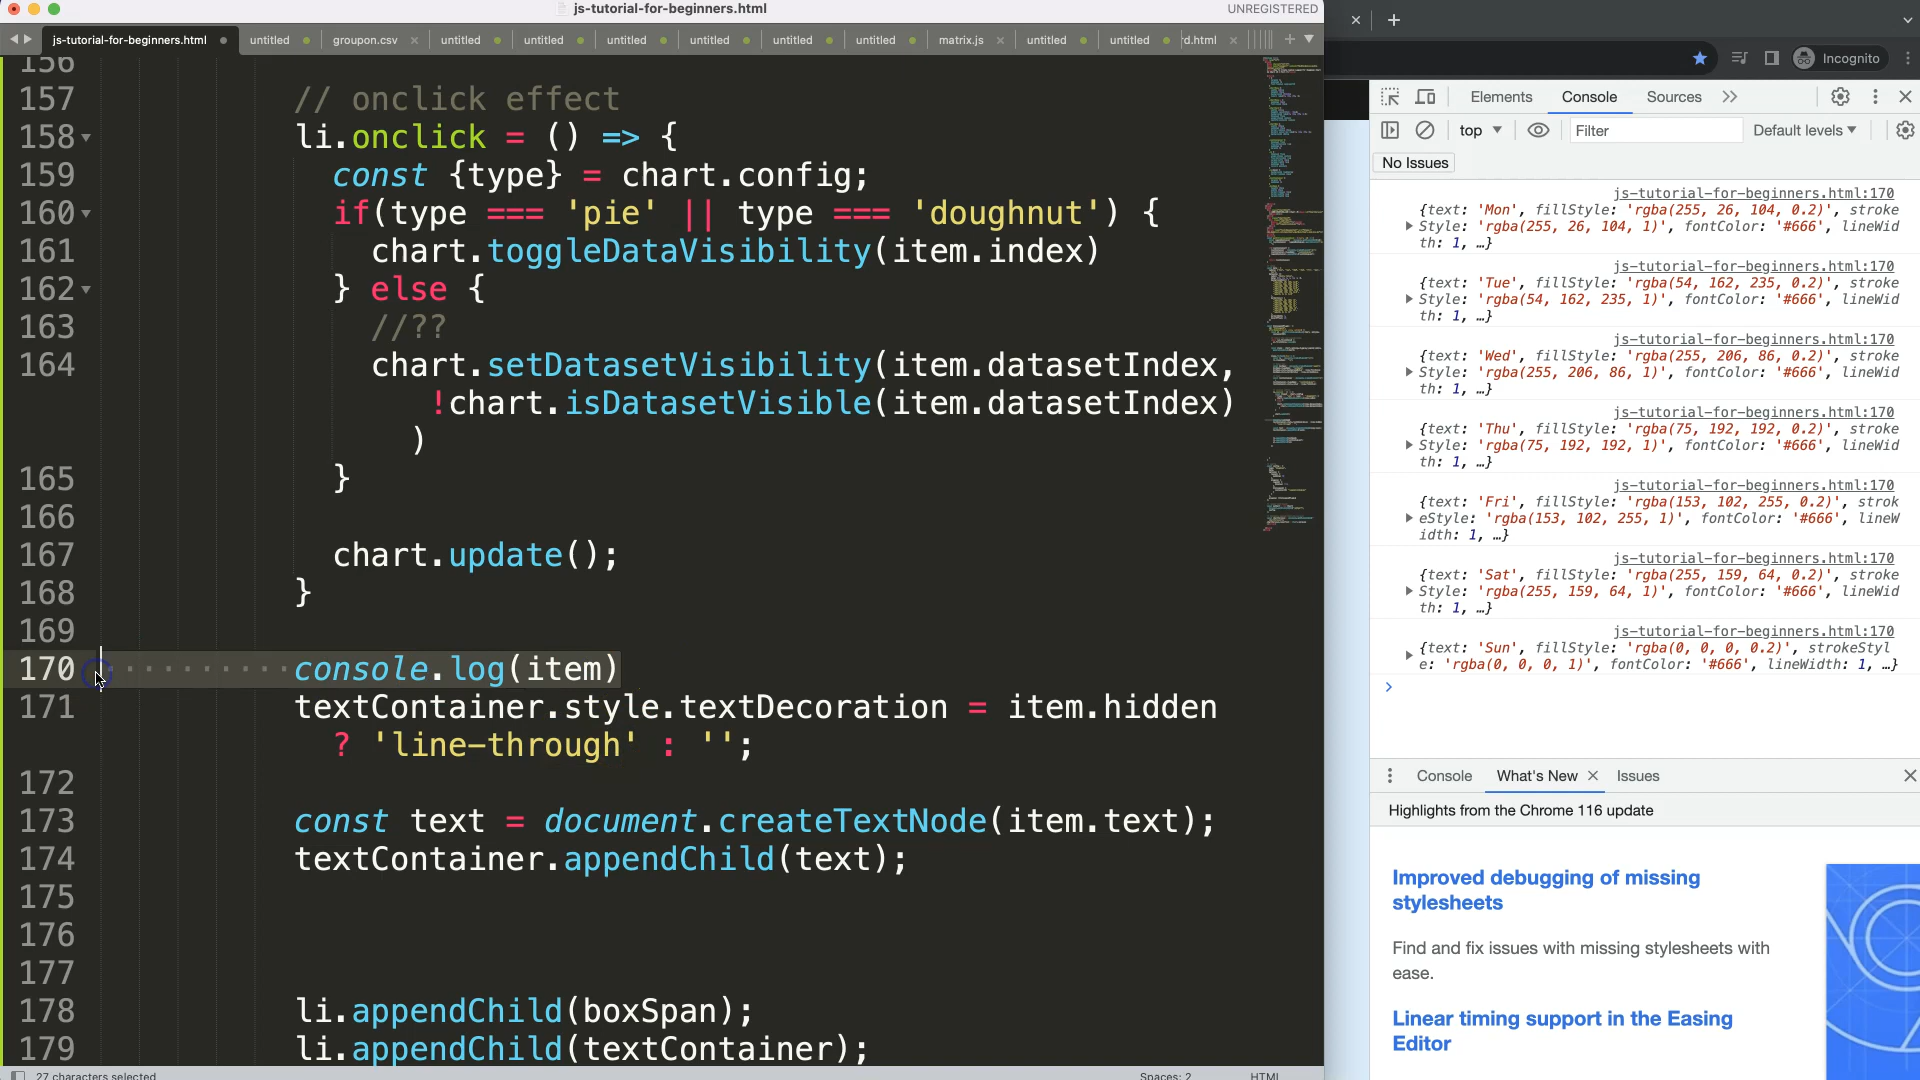 js-tutorial-for-beginners.html
UNREGISTERED
js-tutorial-for-beginners.html untitled groupon.csv untitled untitled untitled untitled untitled untitled matrix.js untitled untitled rd.html
156
157 // onclick effect
158 li.onclick = () => {
159 const {type} = chart.config;
160 if(type === 'pie' || type === 'doughnut') {
161 chart.toggleDataVisibility(item.index)
162 } else {
163 //??
164 chart.setDatasetVisibility(item.datasetIndex,
!chart.isDatasetVisible(item.datasetIndex)
)
165 }
166
167 chart.update();
168 }
169
170 console.log(item)
171 textContainer.style.textDecoration = item.hidden
? 'line-through' : '';
172
173 const text = document.createTextNode(item.text);
174 textContainer.appendChild(text);
175
176
177
178 li.appendChild(boxSpan);
179 li.appendChild(textContainer);
27 characters selected
Spaces: 2 HTML
Incognito
Elements Console Sources
top Filter Default levels
No Issues
js-tutorial-for-beginners.html:170
{text: 'Mon', fillStyle: 'rgba(255, 26, 104, 0.2)', stroke
Style: 'rgba(255, 26, 104, 1)', fontColor: '#666', lineWid
th: 1, …}
js-tutorial-for-beginners.html:170
{text: 'Tue', fillStyle: 'rgba(54, 162, 235, 0.2)', stroke
Style: 'rgba(54, 162, 235, 1)', fontColor: '#666', lineWid
th: 1, …}
js-tutorial-for-beginners.html:170
{text: 'Wed', fillStyle: 'rgba(255, 206, 86, 0.2)', stroke
Style: 'rgba(255, 206, 86, 1)', fontColor: '#666', lineWid
th: 1, …}
js-tutorial-for-beginners.html:170
{text: 'Thu', fillStyle: 'rgba(75, 192, 192, 0.2)', stroke
Style: 'rgba(75, 192, 192, 1)', fontColor: '#666', lineWid
th: 1, …}
js-tutorial-for-beginners.html:170
{text: 'Fri', fillStyle: 'rgba(153, 102, 255, 0.2)', strok
eStyle: 'rgba(153, 102, 255, 1)', fontColor: '#666', lineW
idth: 1, …}
js-tutorial-for-beginners.html:170
{text: 'Sat', fillStyle: 'rgba(255, 159, 64, 0.2)', stroke
Style: 'rgba(255, 159, 64, 1)', fontColor: '#666', lineWid
th: 1, …}
js-tutorial-for-beginners.html:170
{text: 'Sun', fillStyle: 'rgba(0, 0, 0, 0.2)', strokeStyl
e: 'rgba(0, 0, 0, 1)', fontColor: '#666', lineWidth: 1, …}
Console What's New Issues
Highlights from the Chrome 116 update
Improved debugging of missing
stylesheets
Find and fix issues with missing stylesheets with
ease.
Linear timing support in the Easing
Editor